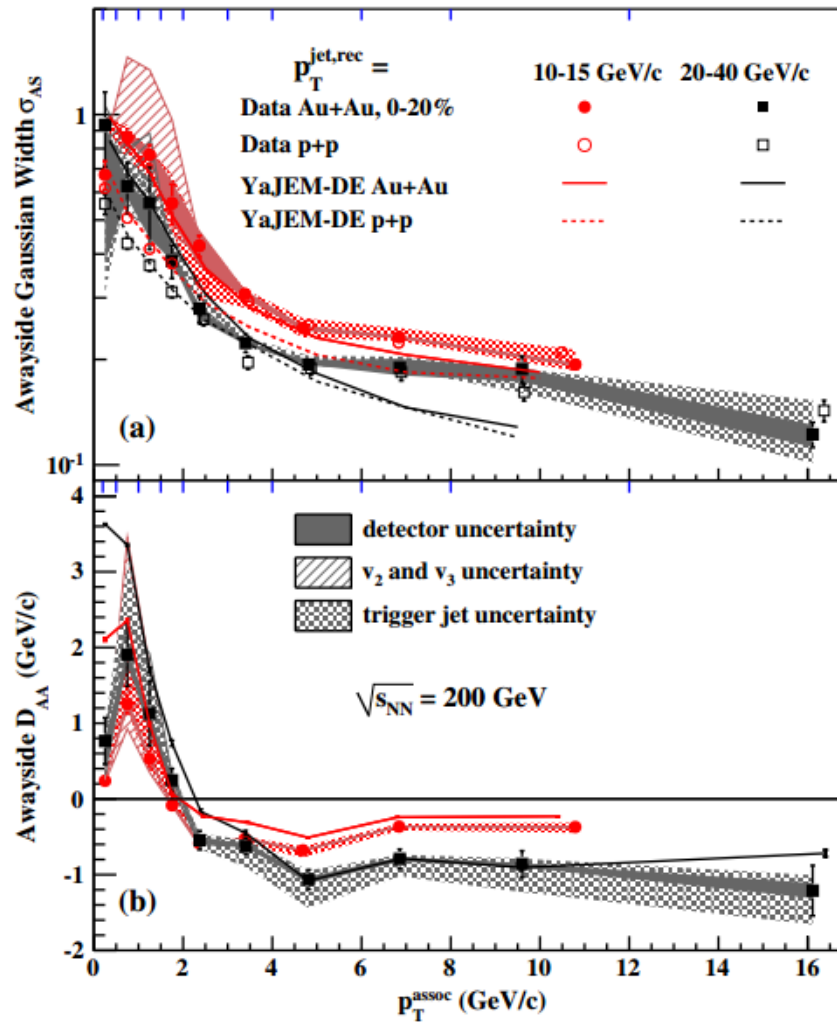 Awayside Gaussian Width σ_AS
1
10⁻¹
p_T^jet,rec =
10-15 GeV/c 20-40 GeV/c
Data Au+Au, 0-20%
Data p+p
YaJEM-DE Au+Au
YaJEM-DE p+p
(a)
Awayside D_AA (GeV/c)
4
3
2
1
0
-1
-2
detector uncertainty
v₂ and v₃ uncertainty
trigger jet uncertainty
√s_NN = 200 GeV
(b)
0 2 4 6 8 10 12 14 16
p_T^assoc (GeV/c)